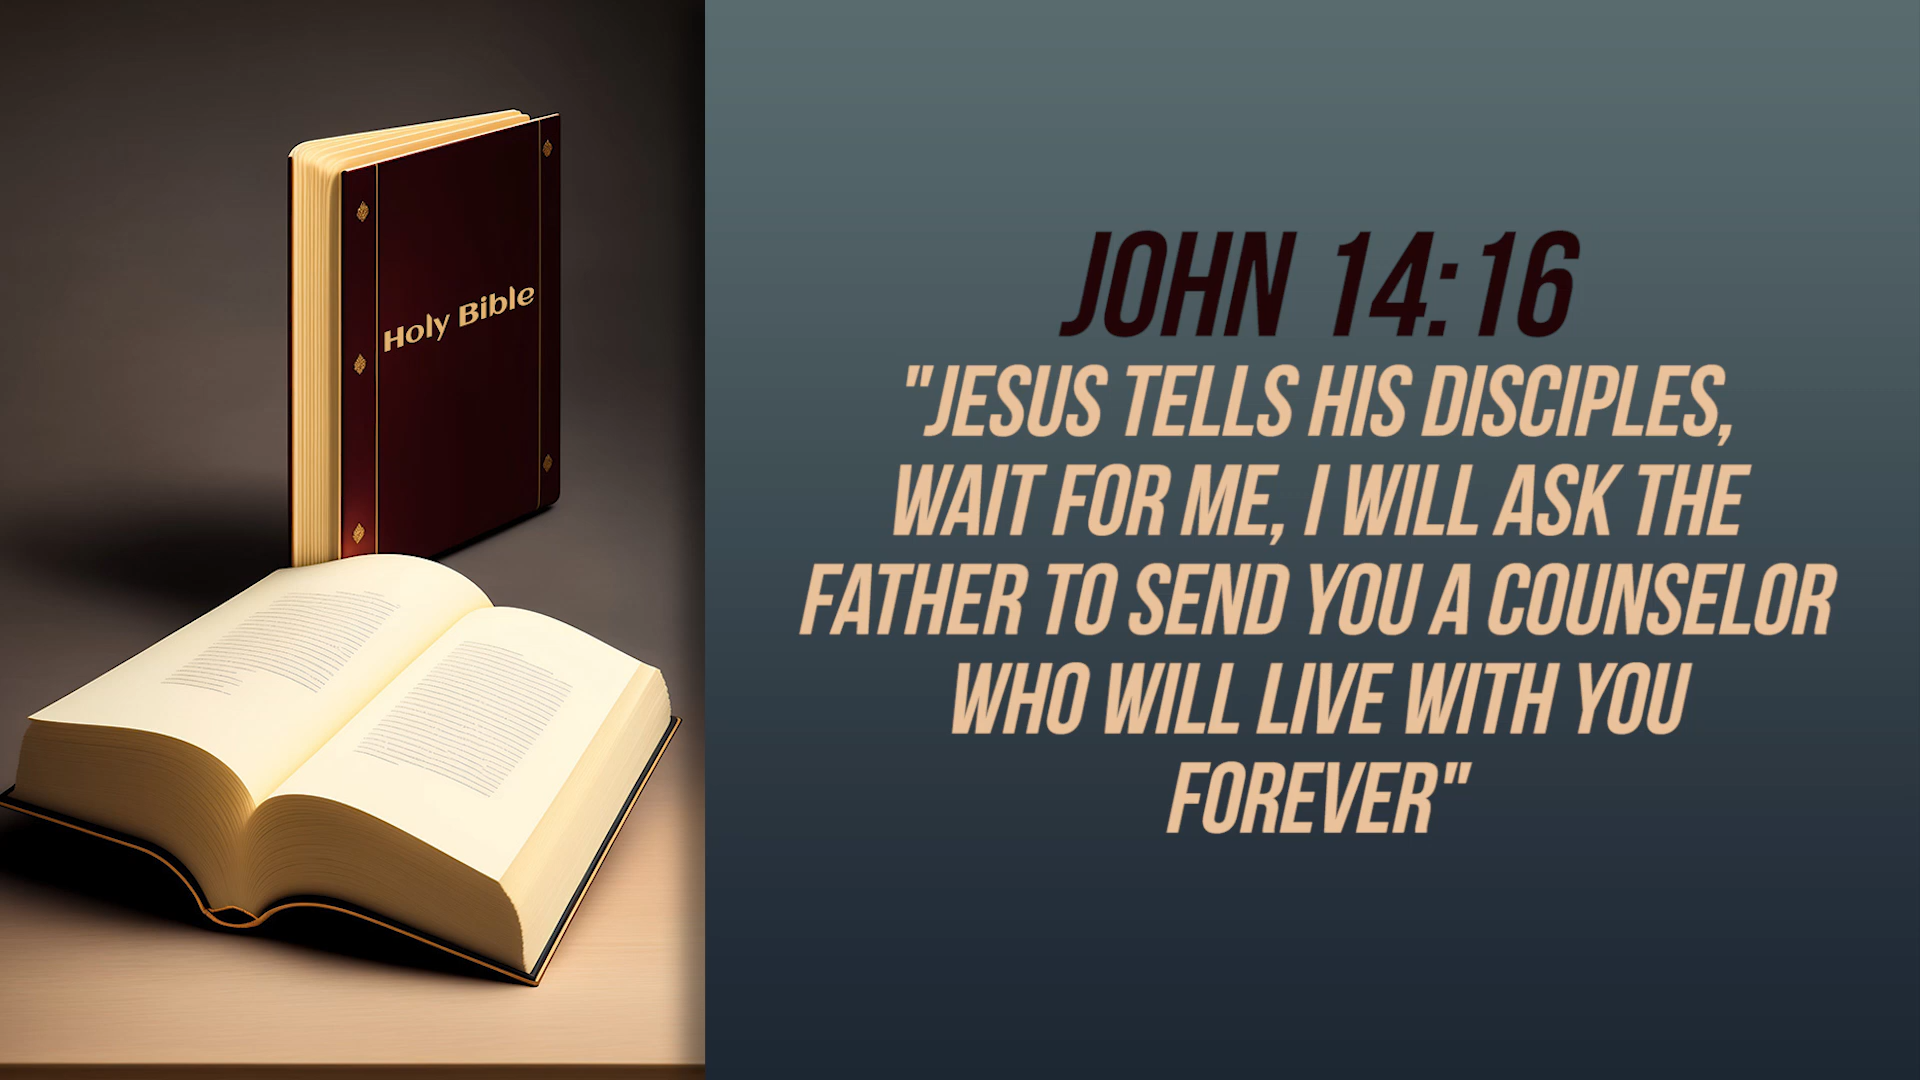 Holy Bible
JOHN 14:16
"JESUS TELLS HIS DISCIPLES,
WAIT FOR ME, I WILL ASK THE
FATHER TO SEND YOU A COUNSELOR
WHO WILL LIVE WITH YOU
FOREVER"